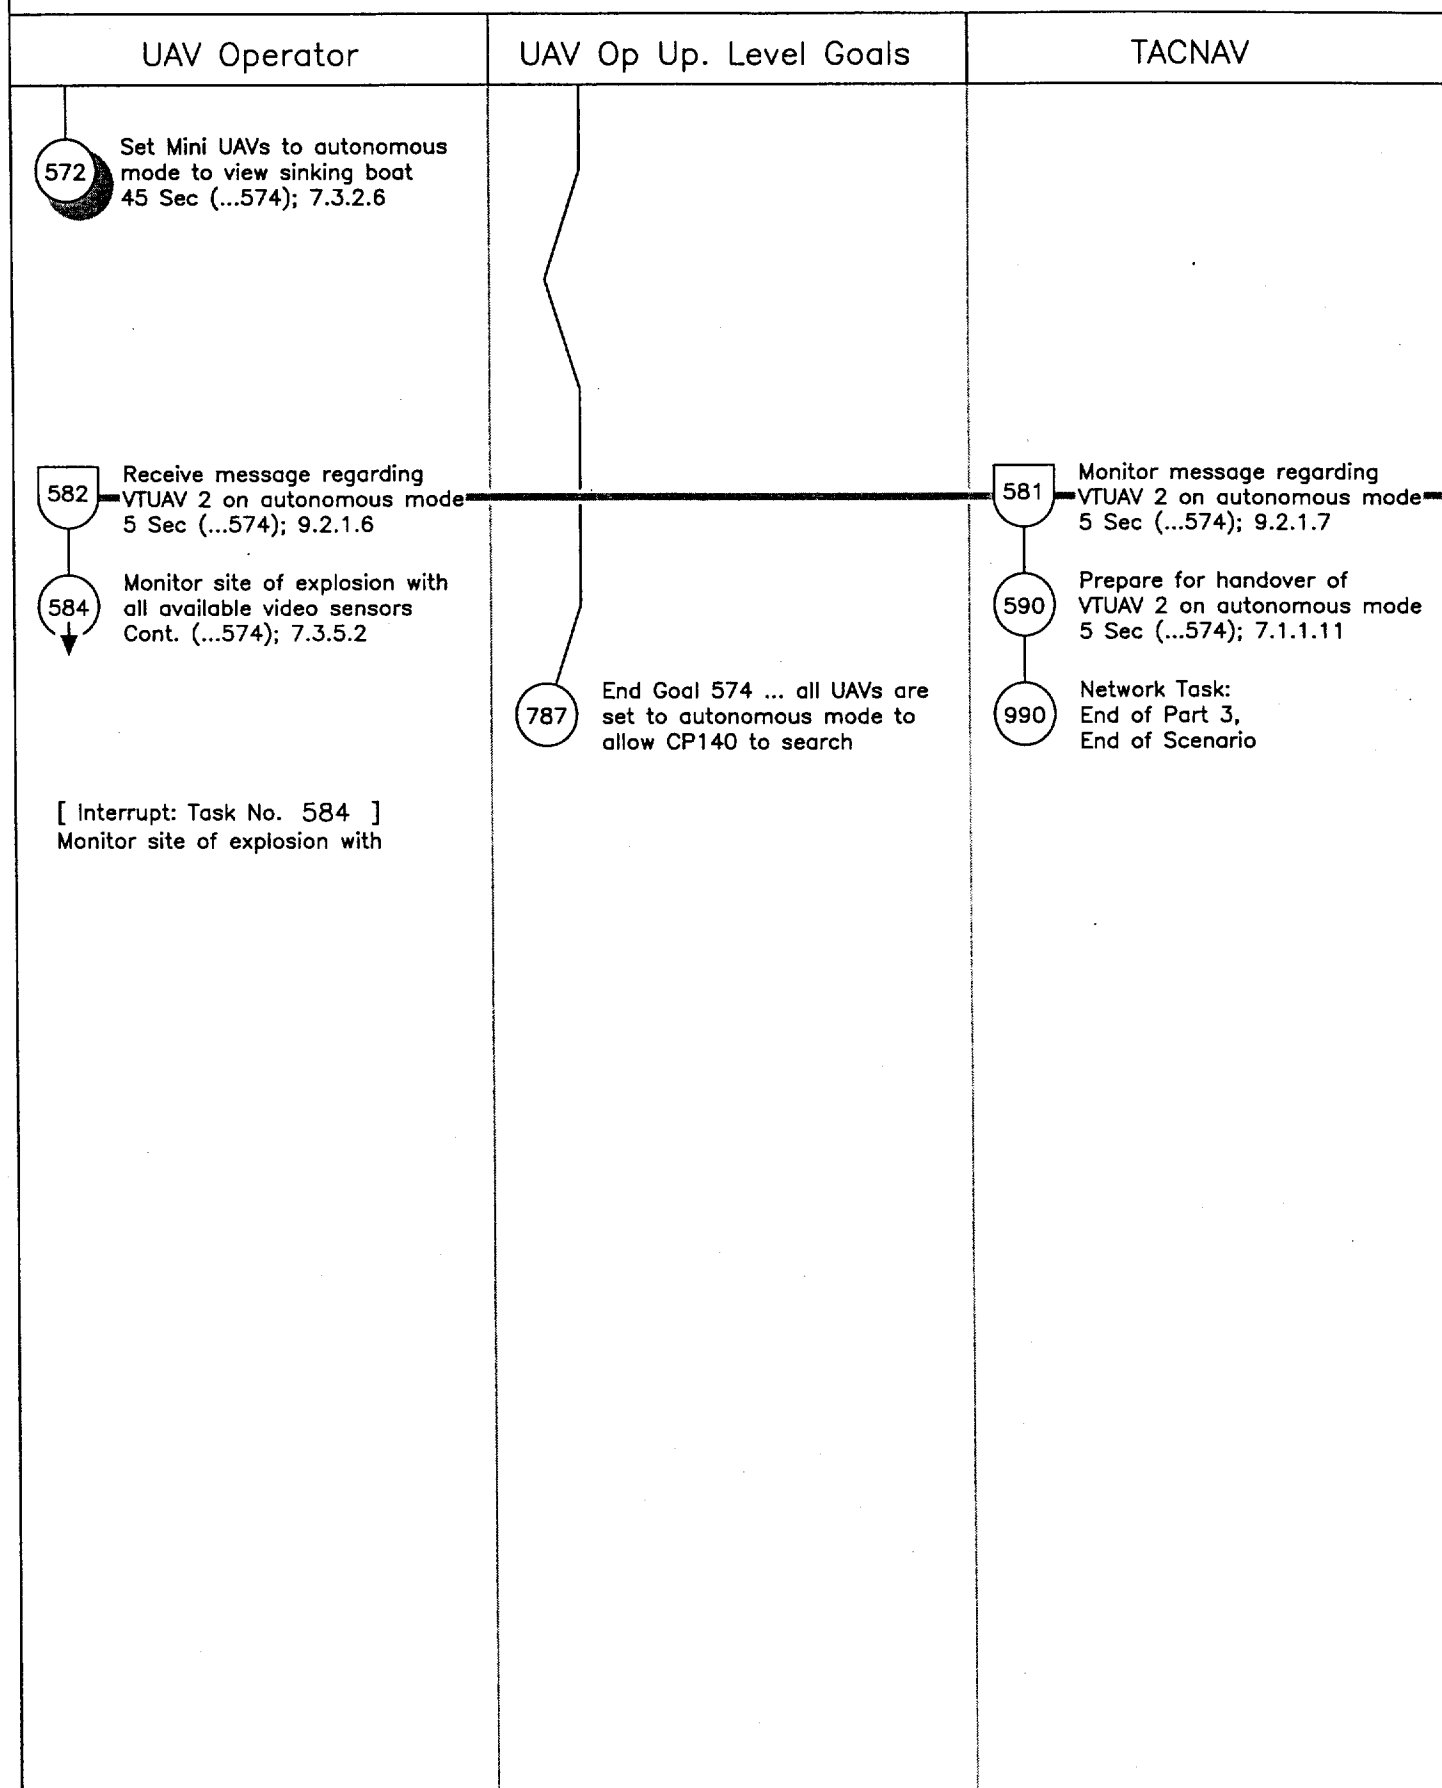 UAV Operator
UAV Op Up. Level Goals
TACNAV
572
Set Mini UAVs to autonomous
mode to view sinking boat
45 Sec (...574); 7.3.2.6
582
Receive message regarding
VTUAV 2 on autonomous mode
5 Sec (...574); 9.2.1.6
584
Monitor site of explosion with
all available video sensors
Cont. (...574); 7.3.5.2
[ Interrupt: Task No. 584 ]
Monitor site of explosion with
787
End Goal 574 ... all UAVs are
set to autonomous mode to
allow CP140 to search
581
Monitor message regarding
VTUAV 2 on autonomous mode
5 Sec (...574); 9.2.1.7
590
Prepare for handover of
VTUAV 2 on autonomous mode
5 Sec (...574); 7.1.1.11
990
Network Task:
End of Part 3,
End of Scenario